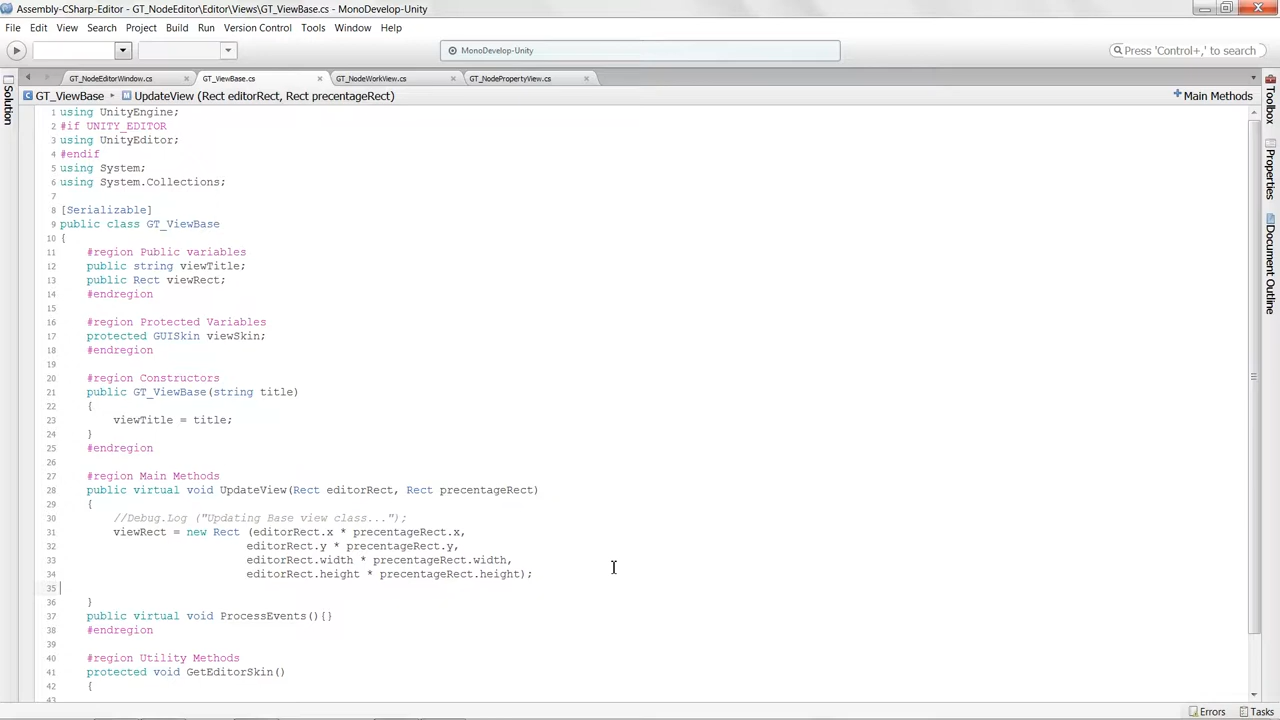 Assembly-CSharp-Editor - GT_NodeEditor\Editor\Views\GT_ViewBase.cs - MonoDevelop-Unity
File Edit View Search Project Build Run Version Control Tools Window Help
MonoDevelop-Unity
Press 'Control+,' to search
GT_NodeEditorWindow.cs GT_ViewBase.cs GT_NodeWorkView.cs GT_NodePropertyView.cs
GT_ViewBase UpdateView (Rect editorRect, Rect precentageRect)
Main Methods
Solution
Toolbox
Properties
Document Outline
1 using UnityEngine;
2 #if UNITY_EDITOR
3 using UnityEditor;
4 #endif
5 using System;
6 using System.Collections;
7
8 [Serializable]
9 public class GT_ViewBase
10 {
11 #region Public variables
12 public string viewTitle;
13 public Rect viewRect;
14 #endregion
15
16 #region Protected Variables
17 protected GUISkin viewSkin;
18 #endregion
19
20 #region Constructors
21 public GT_ViewBase(string title)
22 {
23 viewTitle = title;
24 }
25 #endregion
26
27 #region Main Methods
28 public virtual void UpdateView(Rect editorRect, Rect precentageRect)
29 {
30 //Debug.Log ("Updating Base view class...");
31 viewRect = new Rect (editorRect.x * precentageRect.x,
32 editorRect.y * precentageRect.y,
33 editorRect.width * precentageRect.width,
34 editorRect.height * precentageRect.height);
35
36 }
37 public virtual void ProcessEvents(){}
38 #endregion
39
40 #region Utility Methods
41 protected void GetEditorSkin()
42 {
43
Errors Tasks